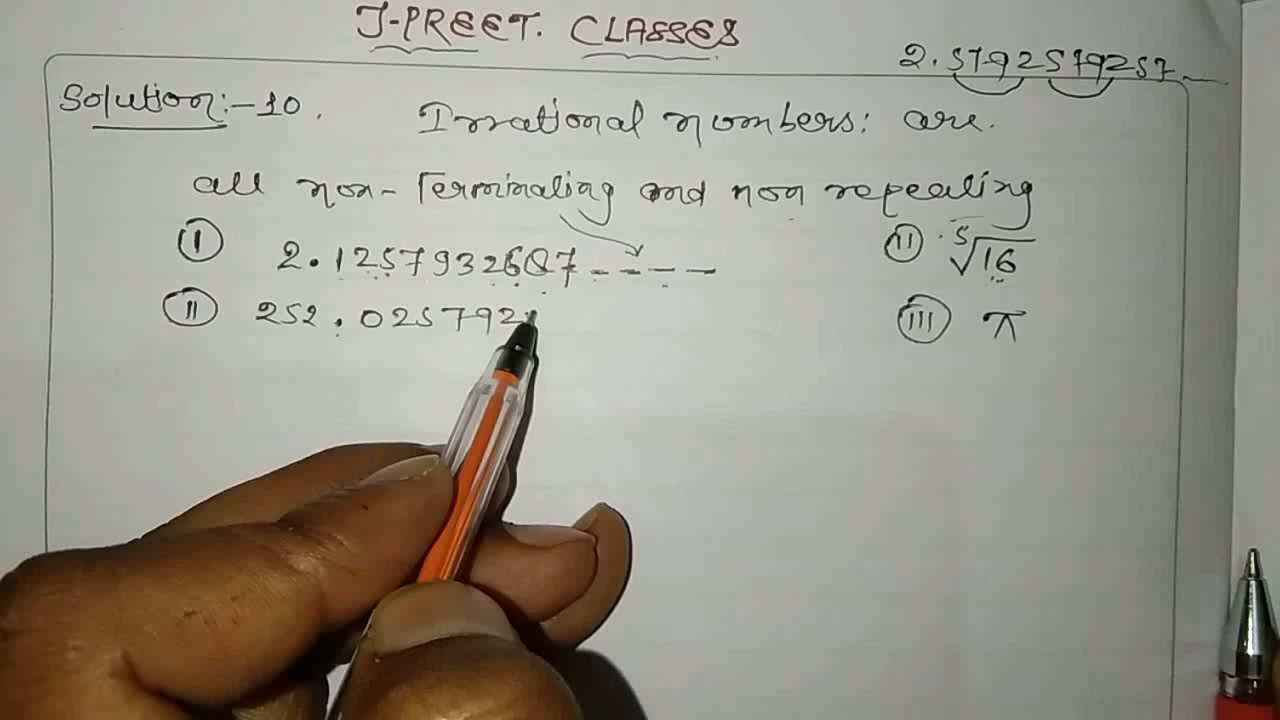 J-PREET. CLASSES
2.5792579257
Solution:-10. Irrational numbers: are.
all non-Terminating and non repeating
I 2.1257932687----
II ⁵√16
II 252.025792
III π